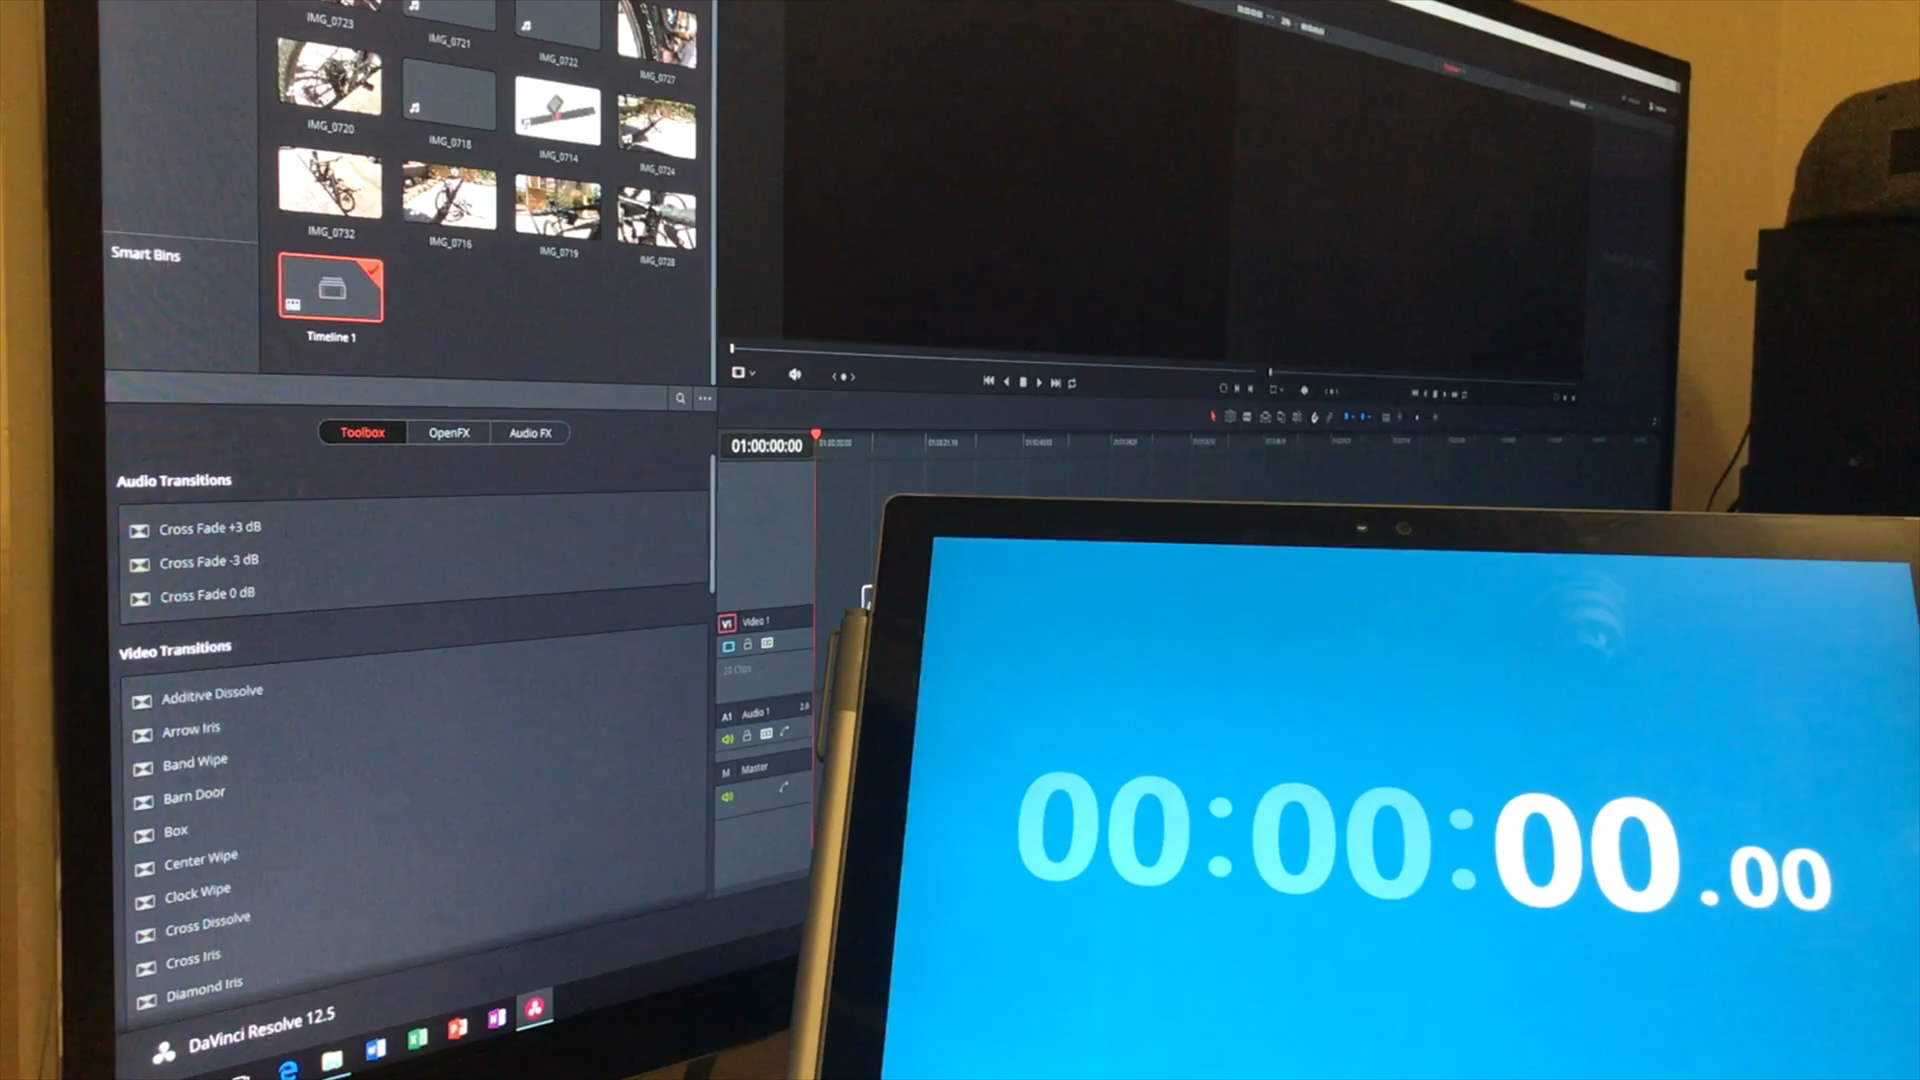 IMG_0723
IMG_0721
IMG_0722
IMG_0727
IMG_0720
IMG_0718
IMG_0714
IMG_0724
IMG_0732
IMG_0716
IMG_0719
IMG_0728
Smart Bins
Timeline 1
Toolbox
OpenFX
Audio FX
01:00:00:00
Audio Transitions
Cross Fade +3 dB
Cross Fade -3 dB
Cross Fade 0 dB
Video Transitions
Additive Dissolve
Arrow Iris
Band Wipe
Barn Door
Box
Center Wipe
Clock Wipe
Cross Dissolve
Cross Iris
Diamond Iris
DaVinci Resolve 12.5
V1 Video 1
20 Clips
A1 Audio 1 2.0
M Master
00:00:00.00